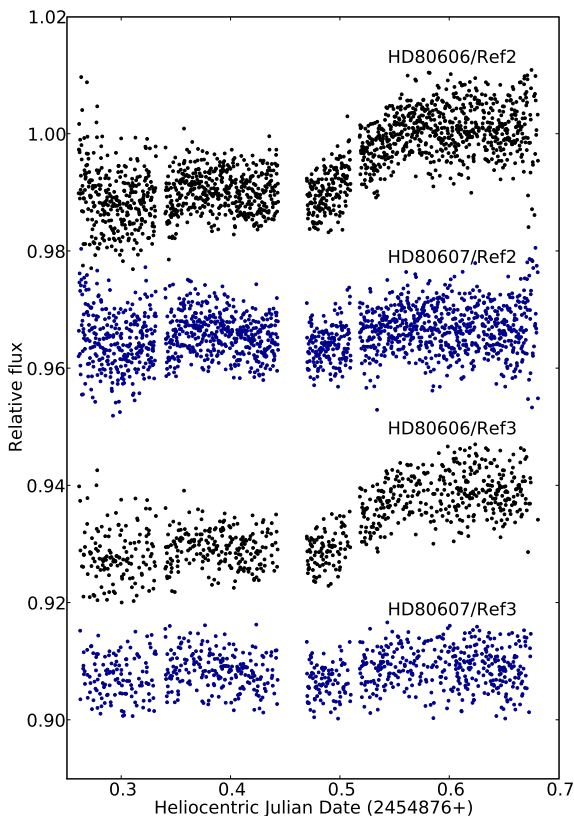 1.02
HD80606/Ref2
1.00
0.98
HD80607/Ref2
0.96
Relative flux
HD80606/Ref3
0.94
0.92
HD80607/Ref3
0.90
0.3 0.4 0.5 0.6 0.7
Heliocentric Julian Date (2454876+)